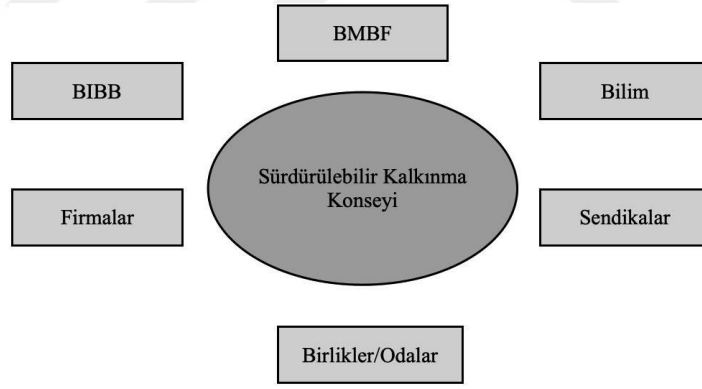 BMBF
BIBB
Bilim
Sürdürülebilir Kalkınma
Konseyi
Firmalar
Sendikalar
Birlikler/Odalar